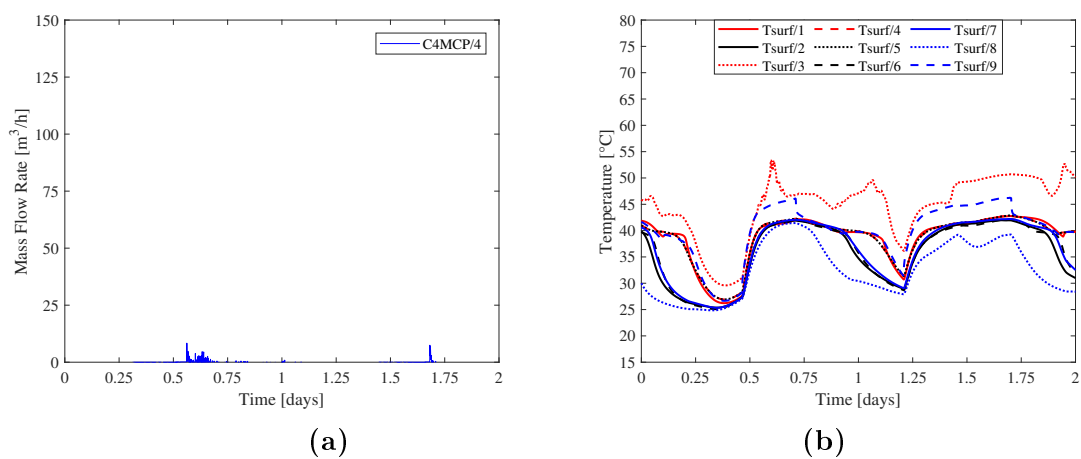 150
125
100
75
50
25
0
Mass Flow Rate [m³/h]
C4MCP/4
0 0.25 0.5 0.75 1 1.25 1.5 1.75 2
Time [days]
(a)
80
75
70
65
60
55
50
45
40
35
30
25
20
15
Temperature [°C]
Tsurf/1 Tsurf/4 Tsurf/7
Tsurf/2 Tsurf/5 Tsurf/8
Tsurf/3 Tsurf/6 Tsurf/9
0 0.25 0.5 0.75 1 1.25 1.5 1.75 2
Time [days]
(b)